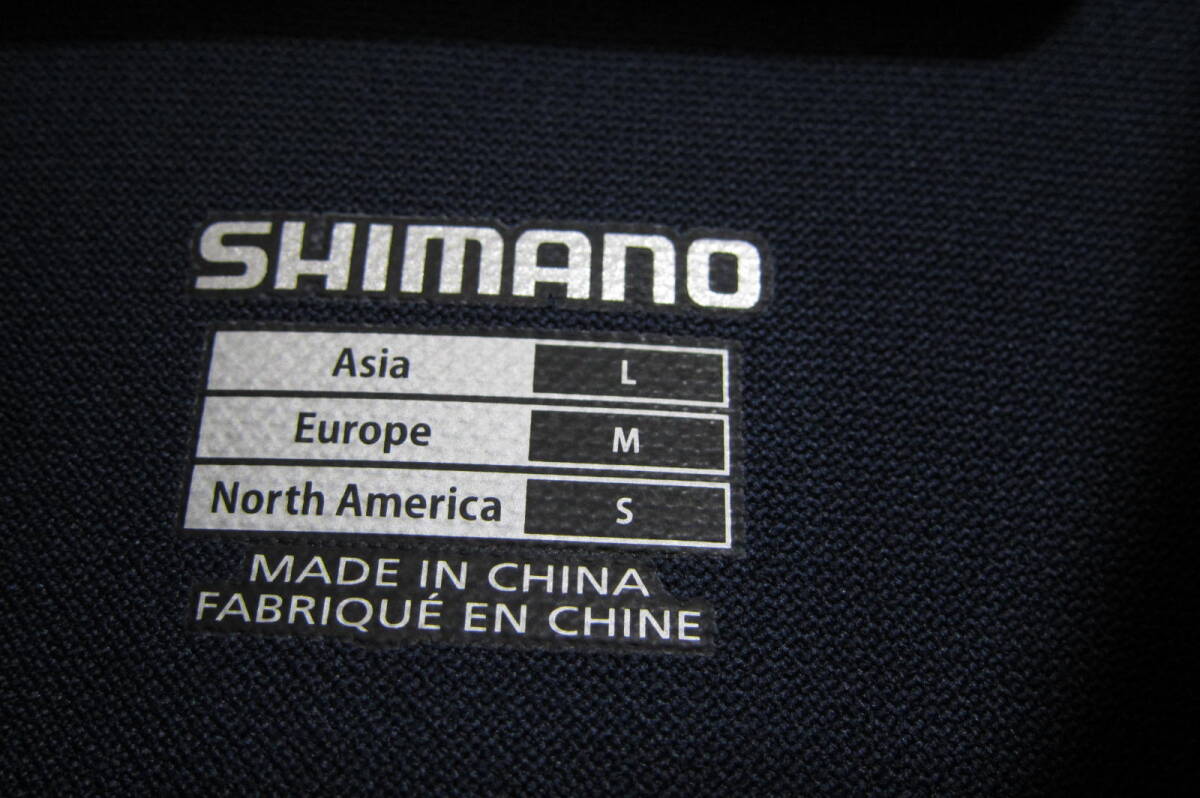 SHIMANO
Asia L
Europe M
North America S
MADE IN CHINA
FABRIQUÉ EN CHINE